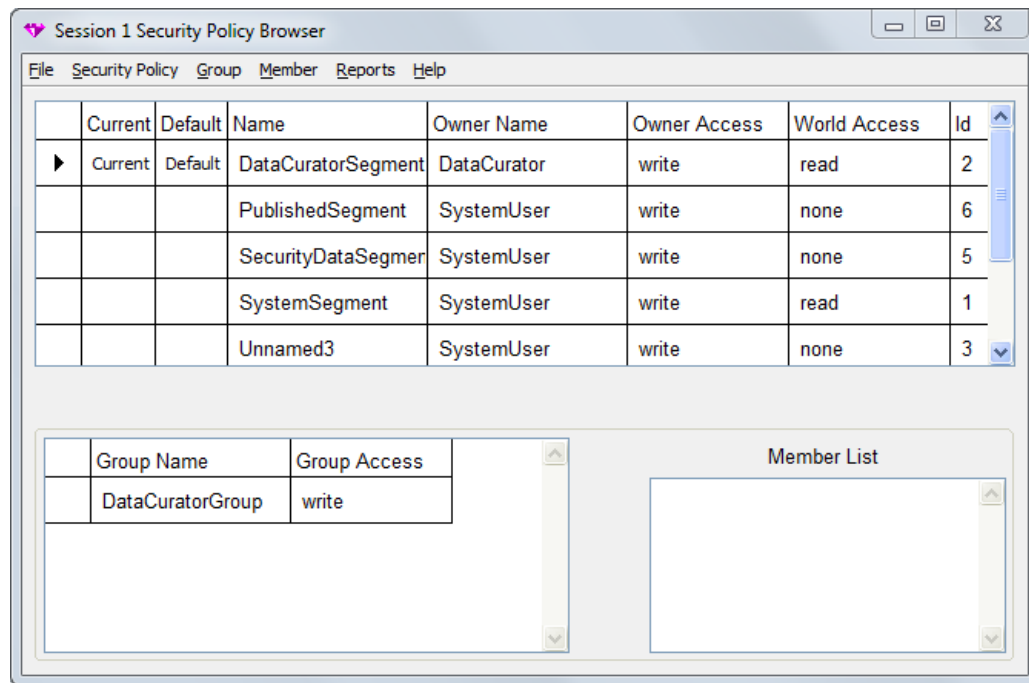 Session 1 Security Policy Browser
File Security Policy Group Member Reports Help
Current Default Name Owner Name Owner Access World Access Id
Current Default DataCuratorSegment DataCurator write read 2
PublishedSegment SystemUser write none 6
SecurityDataSegmen SystemUser write none 5
SystemSegment SystemUser write read 1
Unnamed3 SystemUser write none 3
Group Name Group Access
DataCuratorGroup write
Member List